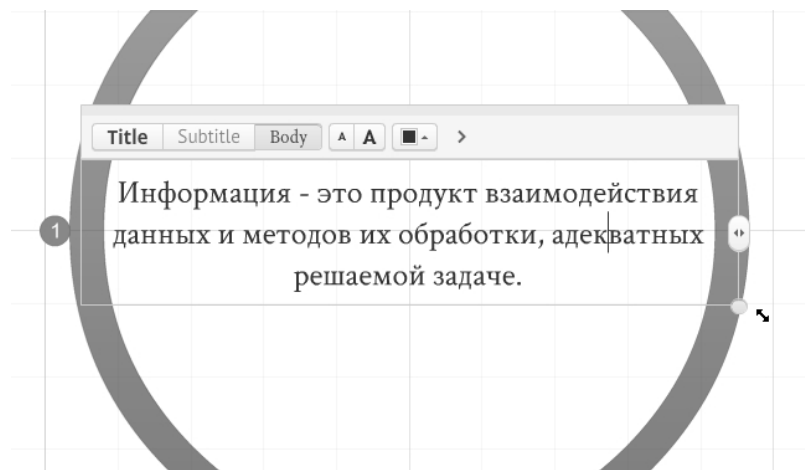 Title Subtitle Body A A
Информация - это продукт взаимодействия
1
данных и методов их обработки, адекватных
решаемой задаче.